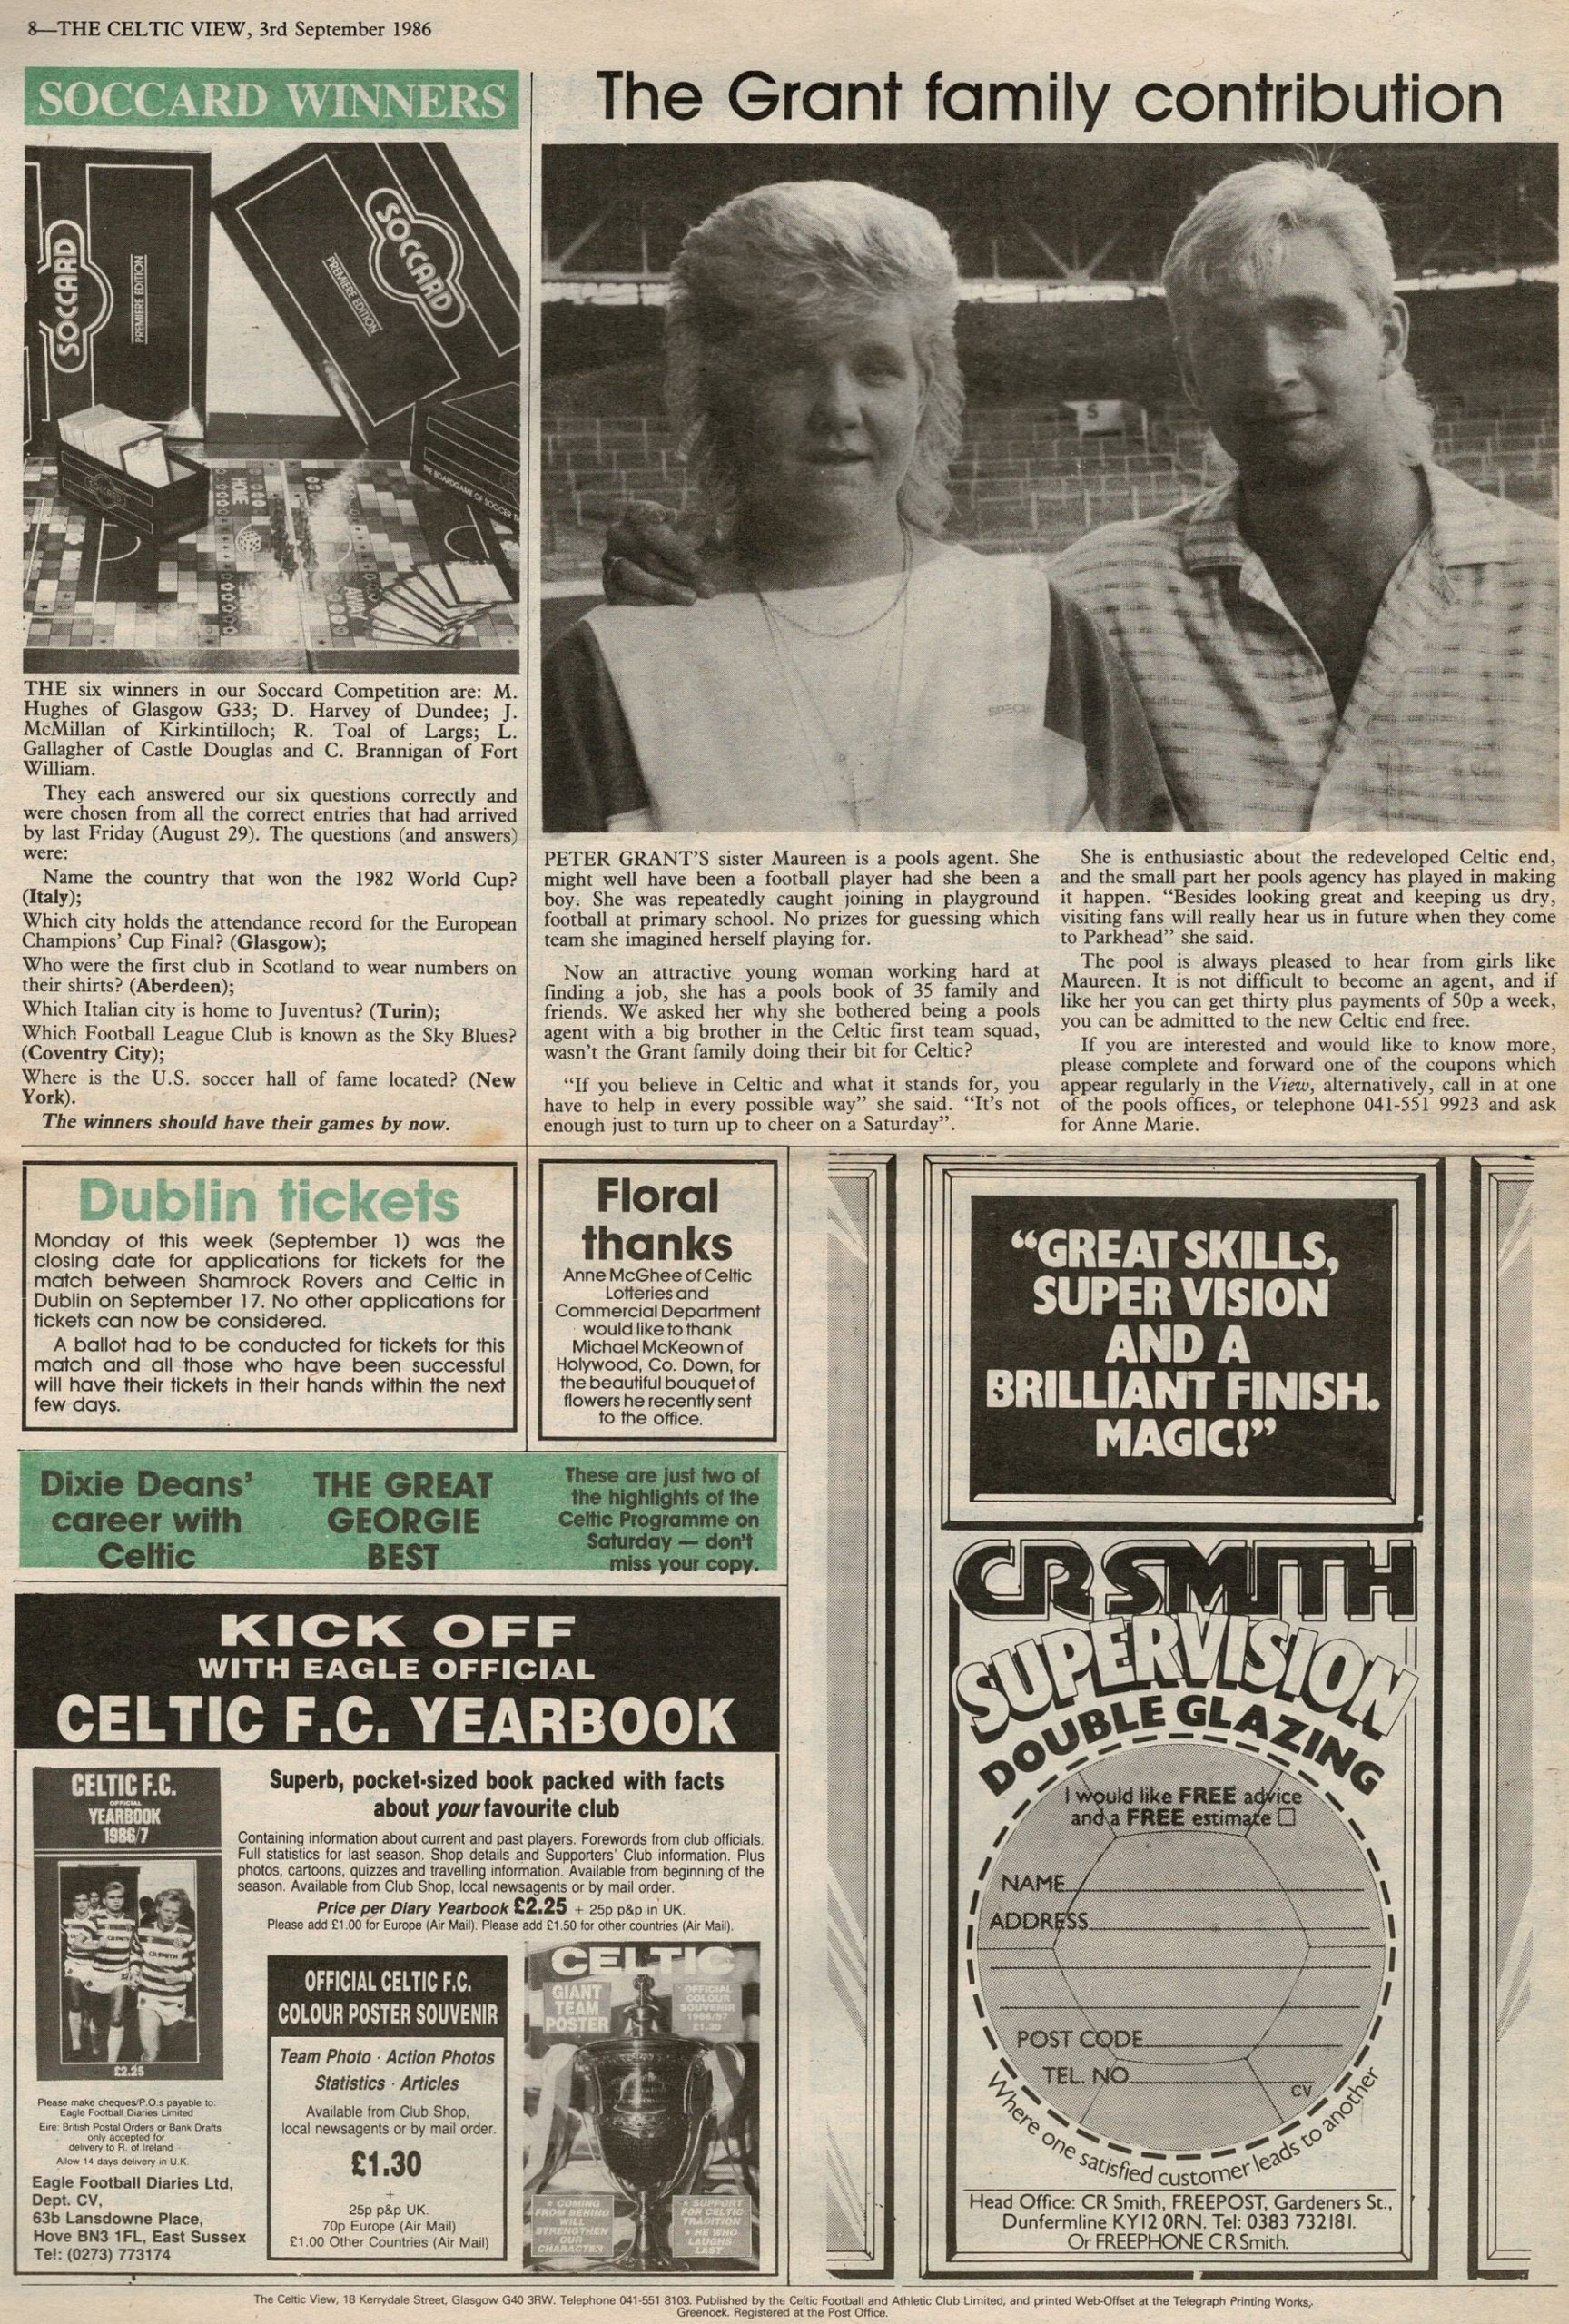 8—THE CELTIC VIEW, 3rd September 1986
SOCCARD WINNERS
SOCCARD
PREMIERE EDITION
SOCCARD
PREMIERE EDITION
THE six winners in our Soccard Competition are: M.
Hughes of Glasgow G33; D. Harvey of Dundee; J.
McMillan of Kirkintilloch; R. Toal of Largs; L.
Gallagher of Castle Douglas and C. Brannigan of Fort
William.
They each answered our six questions correctly and
were chosen from all the correct entries that had arrived
by last Friday (August 29). The questions (and answers)
were:
Name the country that won the 1982 World Cup?
(Italy);
Which city holds the attendance record for the European
Champions' Cup Final? (Glasgow);
Who were the first club in Scotland to wear numbers on
their shirts? (Aberdeen);
Which Italian city is home to Juventus? (Turin);
Which Football League Club is known as the Sky Blues?
(Coventry City);
Where is the U.S. soccer hall of fame located? (New
York).
The winners should have their games by now.
The Grant family contribution
S
PETER GRANT'S sister Maureen is a pools agent. She
might well have been a football player had she been a
boy. She was repeatedly caught joining in playground
football at primary school. No prizes for guessing which
team she imagined herself playing for.
Now an attractive young woman working hard at
finding a job, she has a pools book of 35 family and
friends. We asked her why she bothered being a pools
agent with a big brother in the Celtic first team squad,
wasn't the Grant family doing their bit for Celtic?
“If you believe in Celtic and what it stands for, you
have to help in every possible way” she said. “It's not
enough just to turn up to cheer on a Saturday”.
She is enthusiastic about the redeveloped Celtic end,
and the small part her pools agency has played in making
it happen. “Besides looking great and keeping us dry,
visiting fans will really hear us in future when they come
to Parkhead” she said.
The pool is always pleased to hear from girls like
Maureen. It is not difficult to become an agent, and if
like her you can get thirty plus payments of 50p a week,
you can be admitted to the new Celtic end free.
If you are interested and would like to know more,
please complete and forward one of the coupons which
appear regularly in the View, alternatively, call in at one
of the pools offices, or telephone 041-551 9923 and ask
for Anne Marie.
Dublin tickets
Monday of this week (September 1) was the
closing date for applications for tickets for the
match between Shamrock Rovers and Celtic in
Dublin on September 17. No other applications for
tickets can now be considered.
A ballot had to be conducted for tickets for this
match and all those who have been successful
will have their tickets in their hands within the next
few days.
Floral
thanks
Anne McGhee of Celtic
Lotteries and
Commercial Department
would like to thank
Michael McKeown of
Holywood, Co. Down, for
the beautiful bouquet of
flowers he recently sent
to the office.
Dixie Deans'
career with
Celtic
THE GREAT
GEORGIE
BEST
These are just two of
the highlights of the
Celtic Programme on
Saturday — don't
miss your copy.
KICK OFF
WITH EAGLE OFFICIAL
CELTIC F.C. YEARBOOK
CELTIC F.C.
OFFICIAL
YEARBOOK
1986/7
CR SMITH
CR SMITH
£2.25
Superb, pocket-sized book packed with facts
about your favourite club
Containing information about current and past players. Forewords from club officials.
Full statistics for last season. Shop details and Supporters' Club information. Plus
photos, cartoons, quizzes and travelling information. Available from beginning of the
season. Available from Club Shop, local newsagents or by mail order.
Price per Diary Yearbook £2.25 + 25p p&p in UK.
Please add £1.00 for Europe (Air Mail). Please add £1.50 for other countries (Air Mail).
Please make cheques/P.O.s payable to:
Eagle Football Diaries Limited
Eire: British Postal Orders or Bank Drafts
only accepted for
delivery to R. of Ireland
Allow 14 days delivery in U.K.
Eagle Football Diaries Ltd,
Dept. CV,
63b Lansdowne Place,
Hove BN3 1FL, East Sussex
Tel: (0273) 773174
OFFICIAL CELTIC F.C.
COLOUR POSTER SOUVENIR
Team Photo · Action Photos
Statistics · Articles
Available from Club Shop,
local newsagents or by mail order.
£1.30
+
25p p&p UK.
70p Europe (Air Mail)
£1.00 Other Countries (Air Mail)
CELTIC
GIANT
TEAM
POSTER
OFFICIAL
COLOUR
SOUVENIR
1986/87
£1.30
★ COMING
FROM BEHIND
WILL
STRENGTHEN
OUR
CHARACTER
★ SUPPORT
FOR CELTIC
TRADITION
★ HE WHO
LAUGHS
LAST
“GREAT SKILLS,
SUPER VISION
AND A
BRILLIANT FINISH.
MAGIC!”
CR SMITH
SUPERVISION
DOUBLE GLAZING
I would like FREE advice
and a FREE estimate
NAME
ADDRESS
POST CODE
TEL. NO
CV
Where one satisfied customer leads to another
Head Office: CR Smith, FREEPOST, Gardeners St.,
Dunfermline KY12 0RN. Tel: 0383 732181.
Or FREEPHONE CR Smith.
The Celtic View, 18 Kerrydale Street, Glasgow G40 3RW. Telephone 041-551 8103. Published by the Celtic Football and Athletic Club Limited, and printed Web-Offset at the Telegraph Printing Works,
Greenock. Registered at the Post Office.